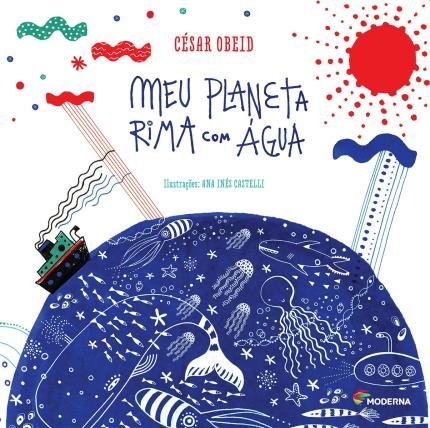 CÉSAR OBEID
MEU PLANETA
RIMA COM ÁGUA
Ilustrações: ANA INÉS CASTELLI
MODERNA